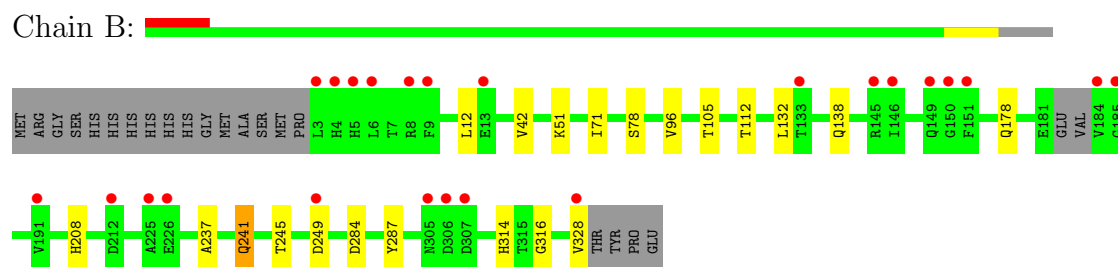 Chain B:
MET ARG GLY SER HIS HIS HIS HIS HIS HIS GLY MET ALA SER MET PRO L3 H4 H5 L6 T7 R8 F9 L12 E13 V42 K51 I71 S78 V96 T105 T112 L132 T133 Q138 R145 I146 Q149 G150 F151 Q178 E181 GLU VAL V184 G185
V191 H208 D212 A225 E226 A237 Q241 T245 D249 D284 Y287 N305 D306 D307 H314 T315 G316 V328 THR TYR PRO GLU